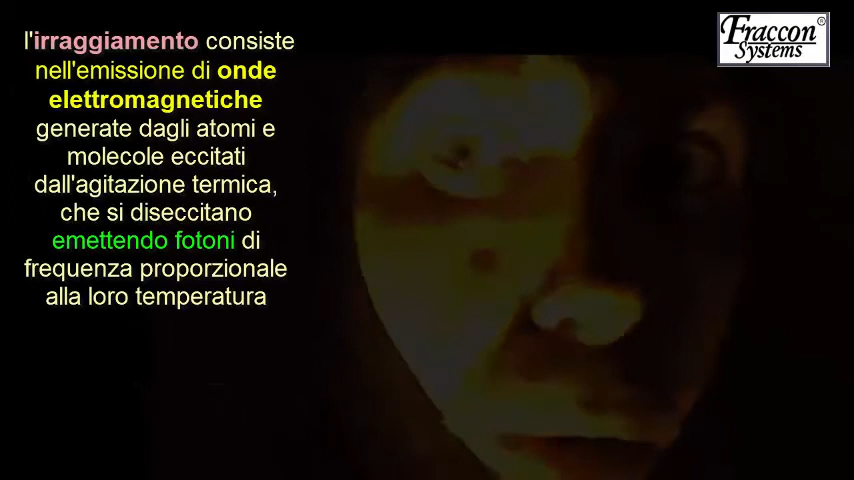 l'irraggiamento consiste
nell'emissione di onde
elettromagnetiche
generate dagli atomi e
molecole eccitati
dall'agitazione termica,
che si diseccitano
emettendo fotoni di
frequenza proporzionale
alla loro temperatura
Fraccon®
Systems